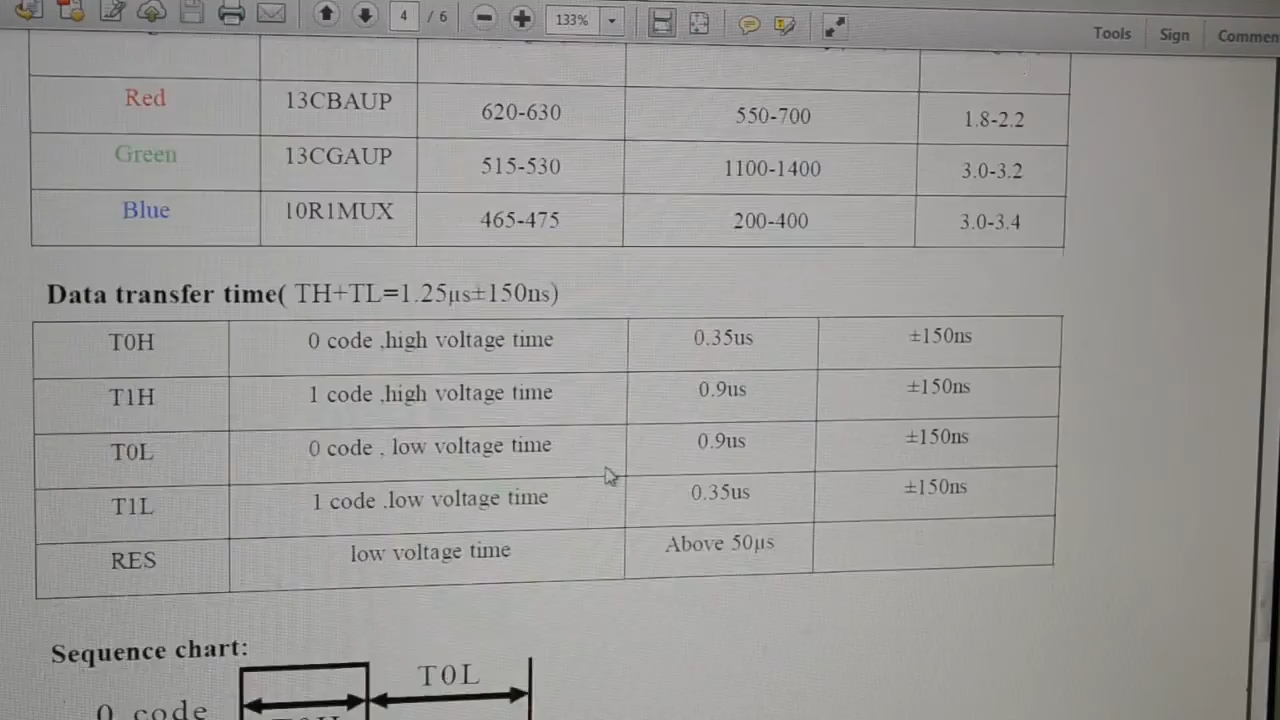 4 / 6 133% Tools Sign
Red 13CBAUP 620-630 550-700 1.8-2.2
Green 13CGAUP 515-530 1100-1400 3.0-3.2
Blue 10R1MUX 465-475 200-400 3.0-3.4
Data transfer time( TH+TL=1.25μs±150ns)
T0H 0 code ,high voltage time 0.35us ±150ns
T1H 1 code ,high voltage time 0.9us ±150ns
T0L 0 code , low voltage time 0.9us ±150ns
T1L 1 code ,low voltage time 0.35us ±150ns
RES low voltage time Above 50μs
Sequence chart:
T0L
0 code